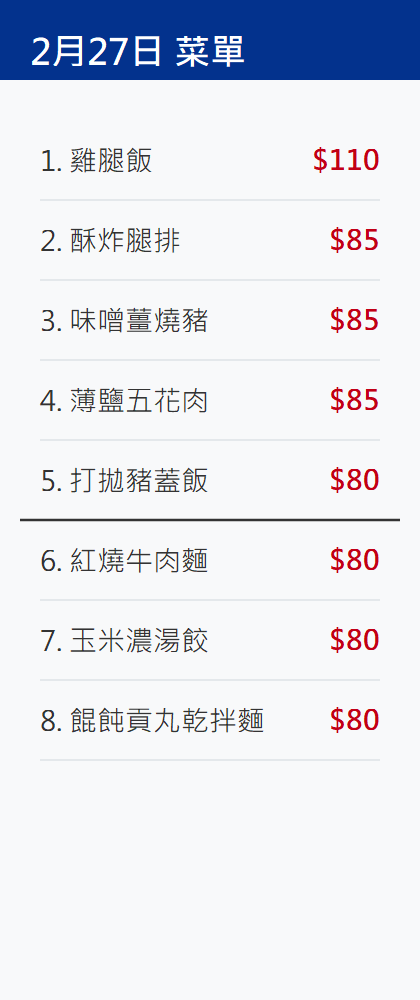 2月27日 菜單
1. 雞腿飯 $110
2. 酥炸腿排 $85
3. 味噌薑燒豬 $85
4. 薄鹽五花肉 $85
5. 打拋豬蓋飯 $80
6. 紅燒牛肉麵 $80
7. 玉米濃湯餃 $80
8. 餛飩貢丸乾拌麵 $80